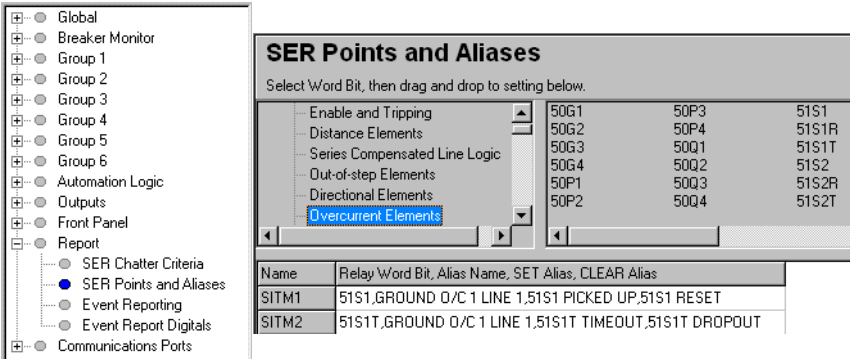 Global
Breaker Monitor
Group 1
Group 2
Group 3
Group 4
Group 5
Group 6
Automation Logic
Outputs
Front Panel
Report
SER Chatter Criteria
SER Points and Aliases
Event Reporting
Event Report Digitals
Communications Ports
SER Points and Aliases
Select Word Bit, then drag and drop to setting below.
Enable and Tripping
Distance Elements
Series Compensated Line Logic
Out-of-step Elements
Directional Elements
Overcurrent Elements
50G1 50P3 51S1
50G2 50P4 51S1R
50G3 50Q1 51S1T
50G4 50Q2 51S2
50P1 50Q3 51S2R
50P2 50Q4 51S2T
Name Relay Word Bit, Alias Name, SET Alias, CLEAR Alias
SITM1 51S1,GROUND O/C 1 LINE 1,51S1 PICKED UP,51S1 RESET
SITM2 51S1T,GROUND O/C 1 LINE 1,51S1T TIMEOUT,51S1T DROPOUT